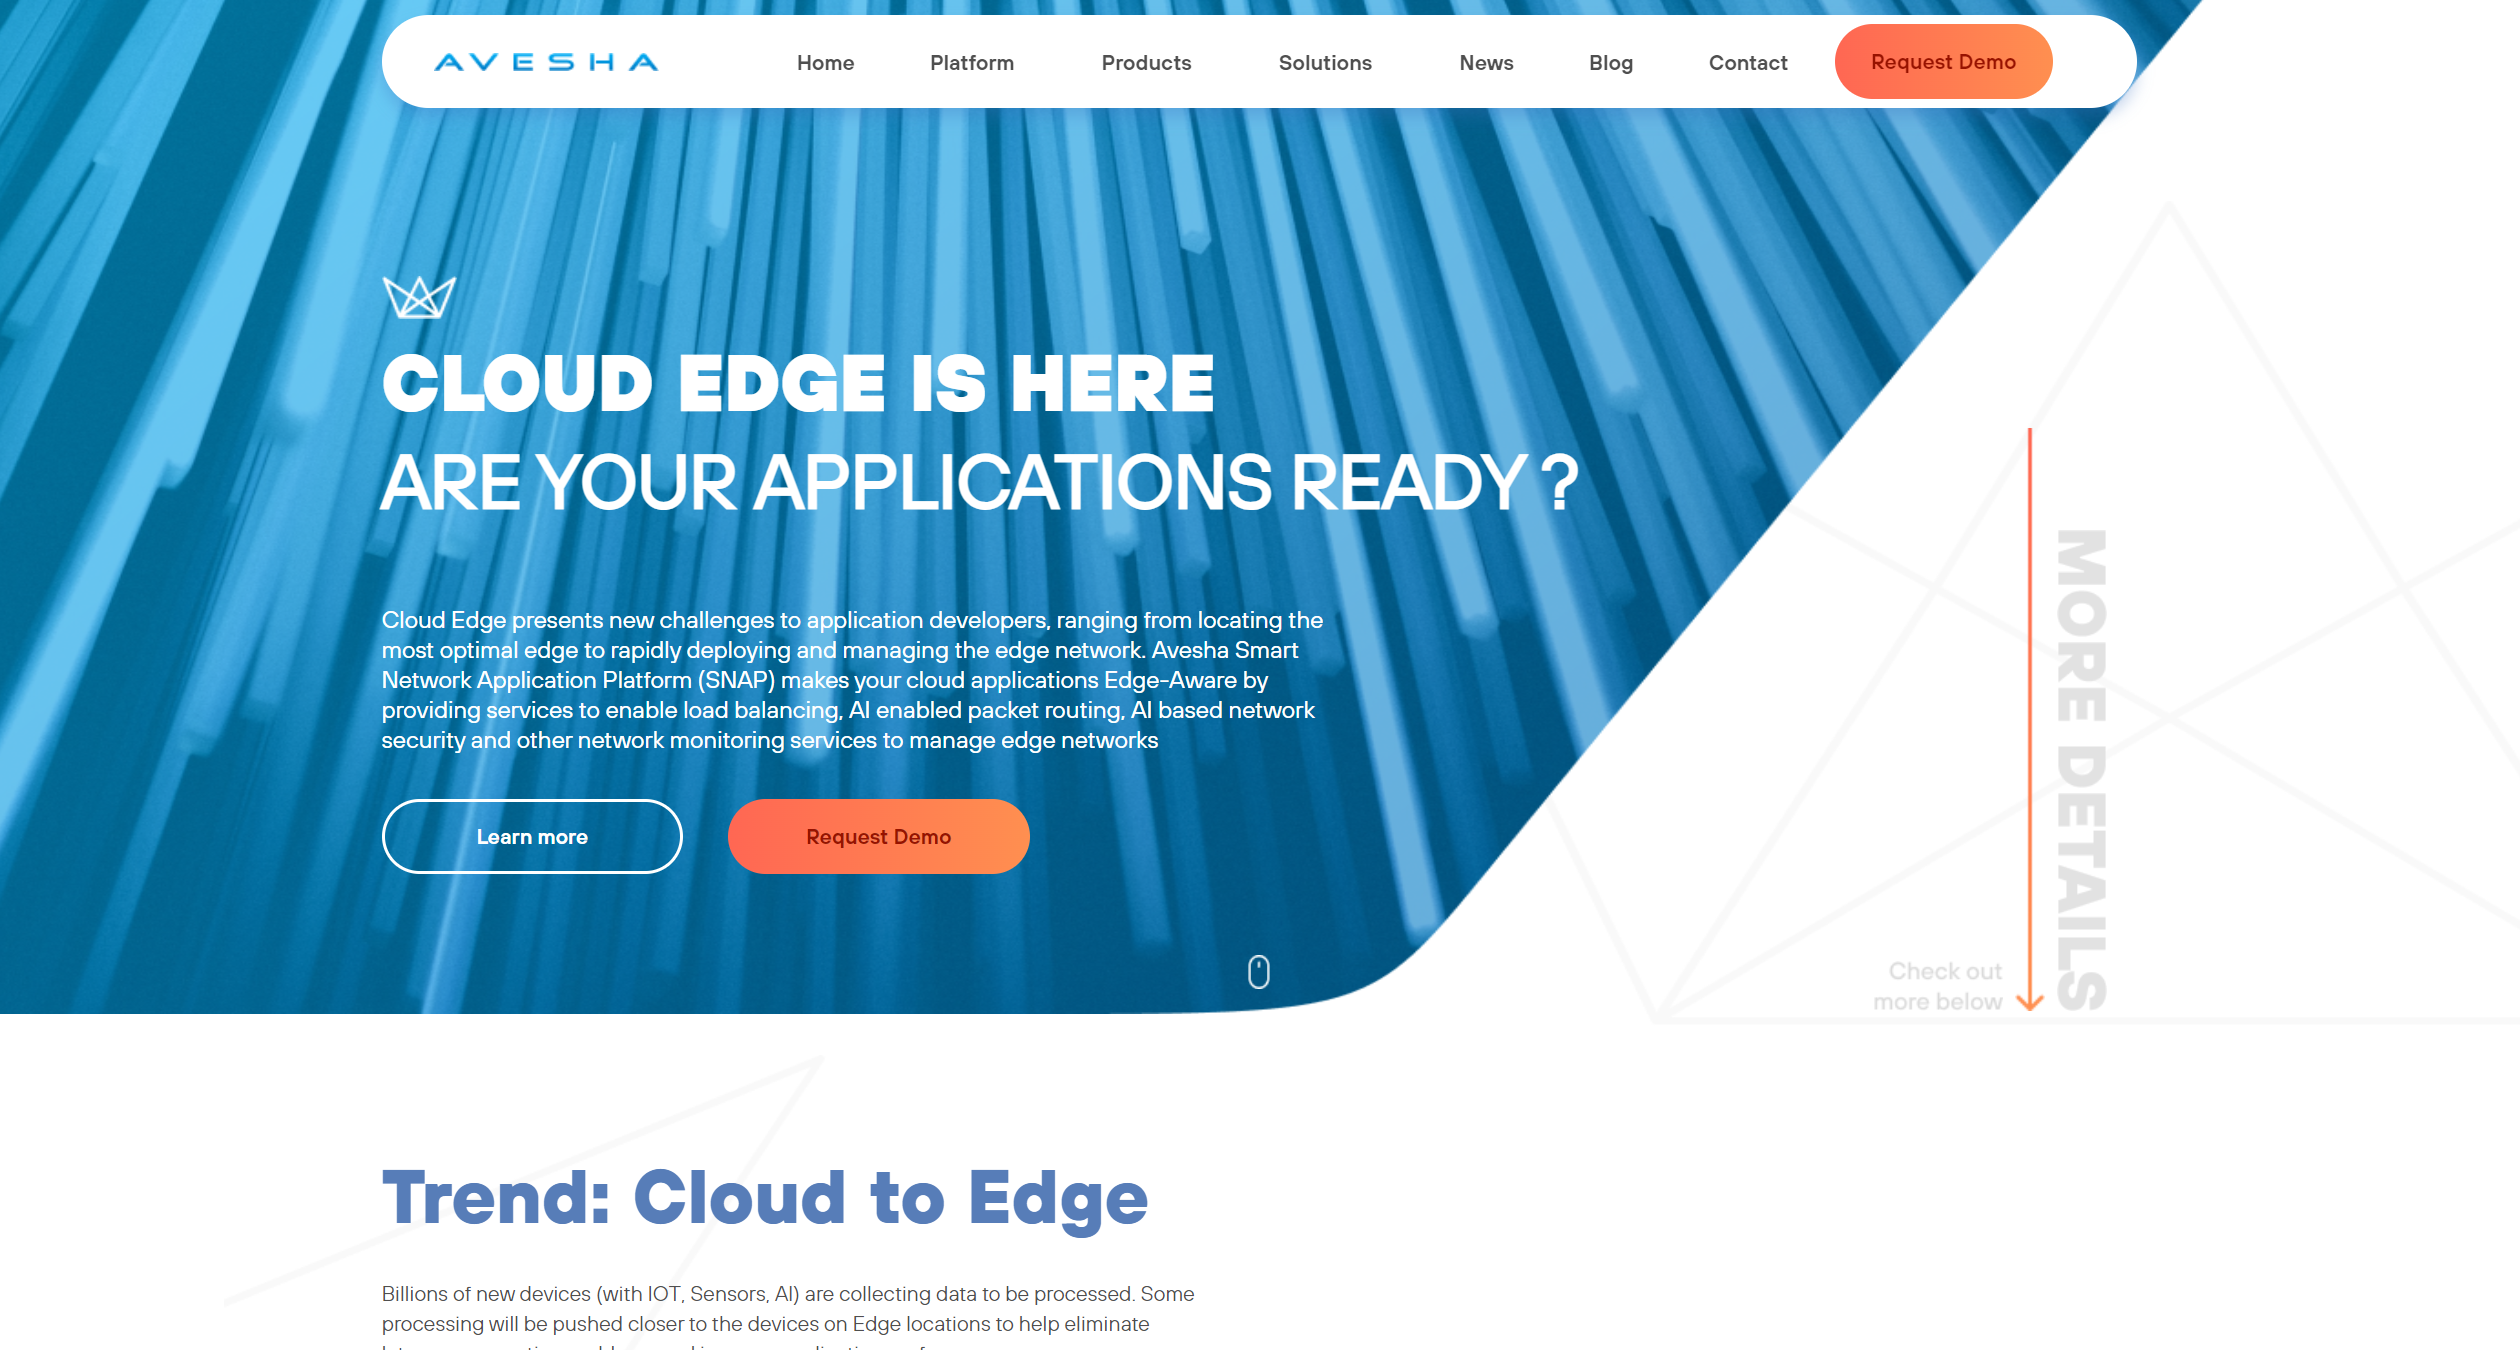 AVESHA
Home
Platform
Products
Solutions
News
Blog
Contact
Request Demo
CLOUD EDGE IS HERE
ARE YOUR APPLICATIONS READY ?
Cloud Edge presents new challenges to application developers, ranging from locating the
most optimal edge to rapidly deploying and managing the edge network. Avesha Smart
Network Application Platform (SNAP) makes your cloud applications Edge-Aware by
providing services to enable load balancing, AI enabled packet routing, AI based network
security and other network monitoring services to manage edge networks
Learn more
Request Demo
MORE DETAILS
Check out
more below
Trend: Cloud to Edge
Billions of new devices (with IOT, Sensors, AI) are collecting data to be processed. Some
processing will be pushed closer to the devices on Edge locations to help eliminate